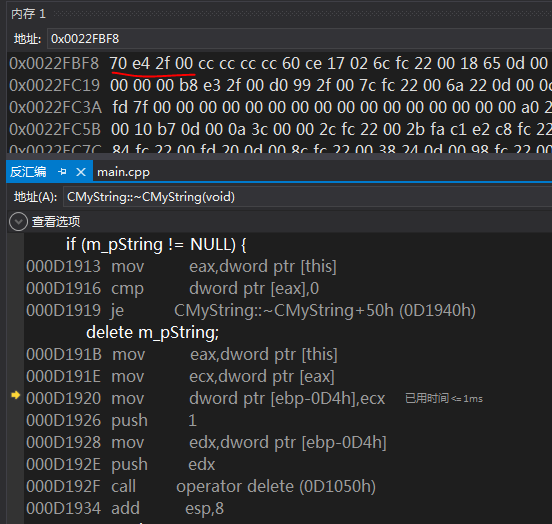 内存 1
地址: 0x0022FBF8
0x0022FBF8 70 e4 2f 00 cc cc cc cc 60 ce 17 02 6c fc 22 00 18 65 0d 00
0x0022FC19 00 00 00 b8 e3 2f 00 d0 99 2f 00 7c fc 22 00 6a 22 0d 00
0x0022FC3A fd 7f 00 00 00 00 00 00 00 00 00 00 00 00 00 00 a0
0x0022FC5B 00 10 b7 0d 00 0a 3c 00 00 2c fc 22 00 2b fa c1 e2 c8 fc 22
0x0022FC7C 84 fc 22 00 fd 20 0d 00 8c fc 22 00 38 24 0d 00 98 fc 22 00
反汇编 main.cpp
地址(A): CMyString::~CMyString(void)
查看选项
if (m_pString != NULL) {
000D1913 mov eax,dword ptr [this]
000D1916 cmp dword ptr [eax],0
000D1919 je CMyString::~CMyString+50h (0D1940h)
delete m_pString;
000D191B mov eax,dword ptr [this]
000D191E mov ecx,dword ptr [eax]
000D1920 mov dword ptr [ebp-0D4h],ecx 已用时间<=1ms
000D1926 push 1
000D1928 mov edx,dword ptr [ebp-0D4h]
000D192E push edx
000D192F call operator delete (0D1050h)
000D1934 add esp,8